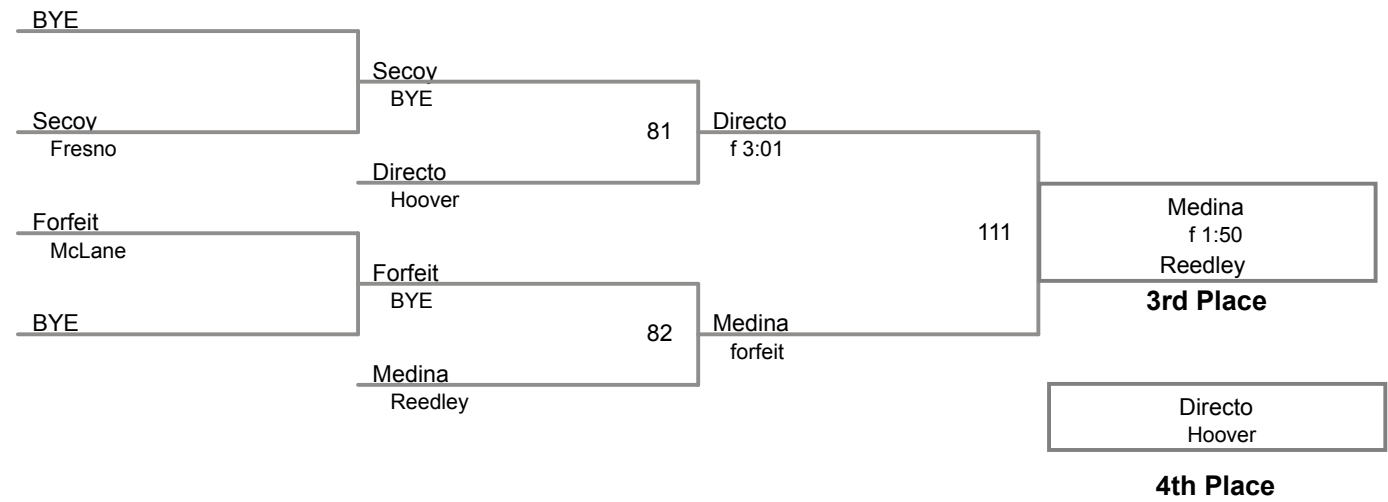 BYE
Secoy
BYE
Secoy
Fresno
81
Directo
f 3:01
Directo
Hoover
Forfeit
McLane
111
Medina
f 1:50
Reedley
3rd Place
Forfeit
BYE
BYE
82
Medina
forfeit
Medina
Reedley
Directo
Hoover
4th Place